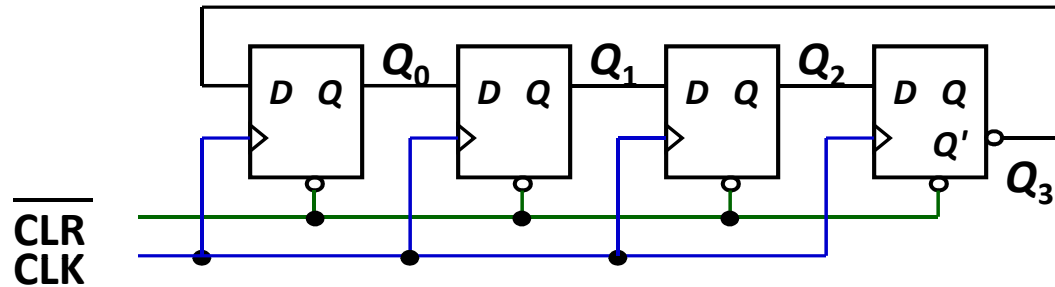 Q₀ Q₁ Q₂
D Q D Q D Q D Q
Q'
Q₃
CLR
CLK